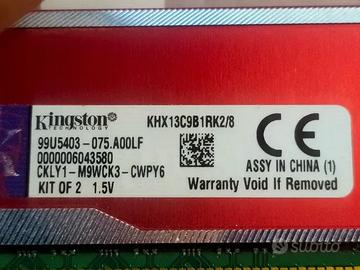 Kingston
TECHNOLOGY
KHX13C9B1RK2/8
99U5403-075.A00LF
0000006043580
CKLY1-M9WCK3-CWPY6
KIT OF 2 1.5V
CE
ASSY IN CHINA (1)
Warranty Void If Removed
subito